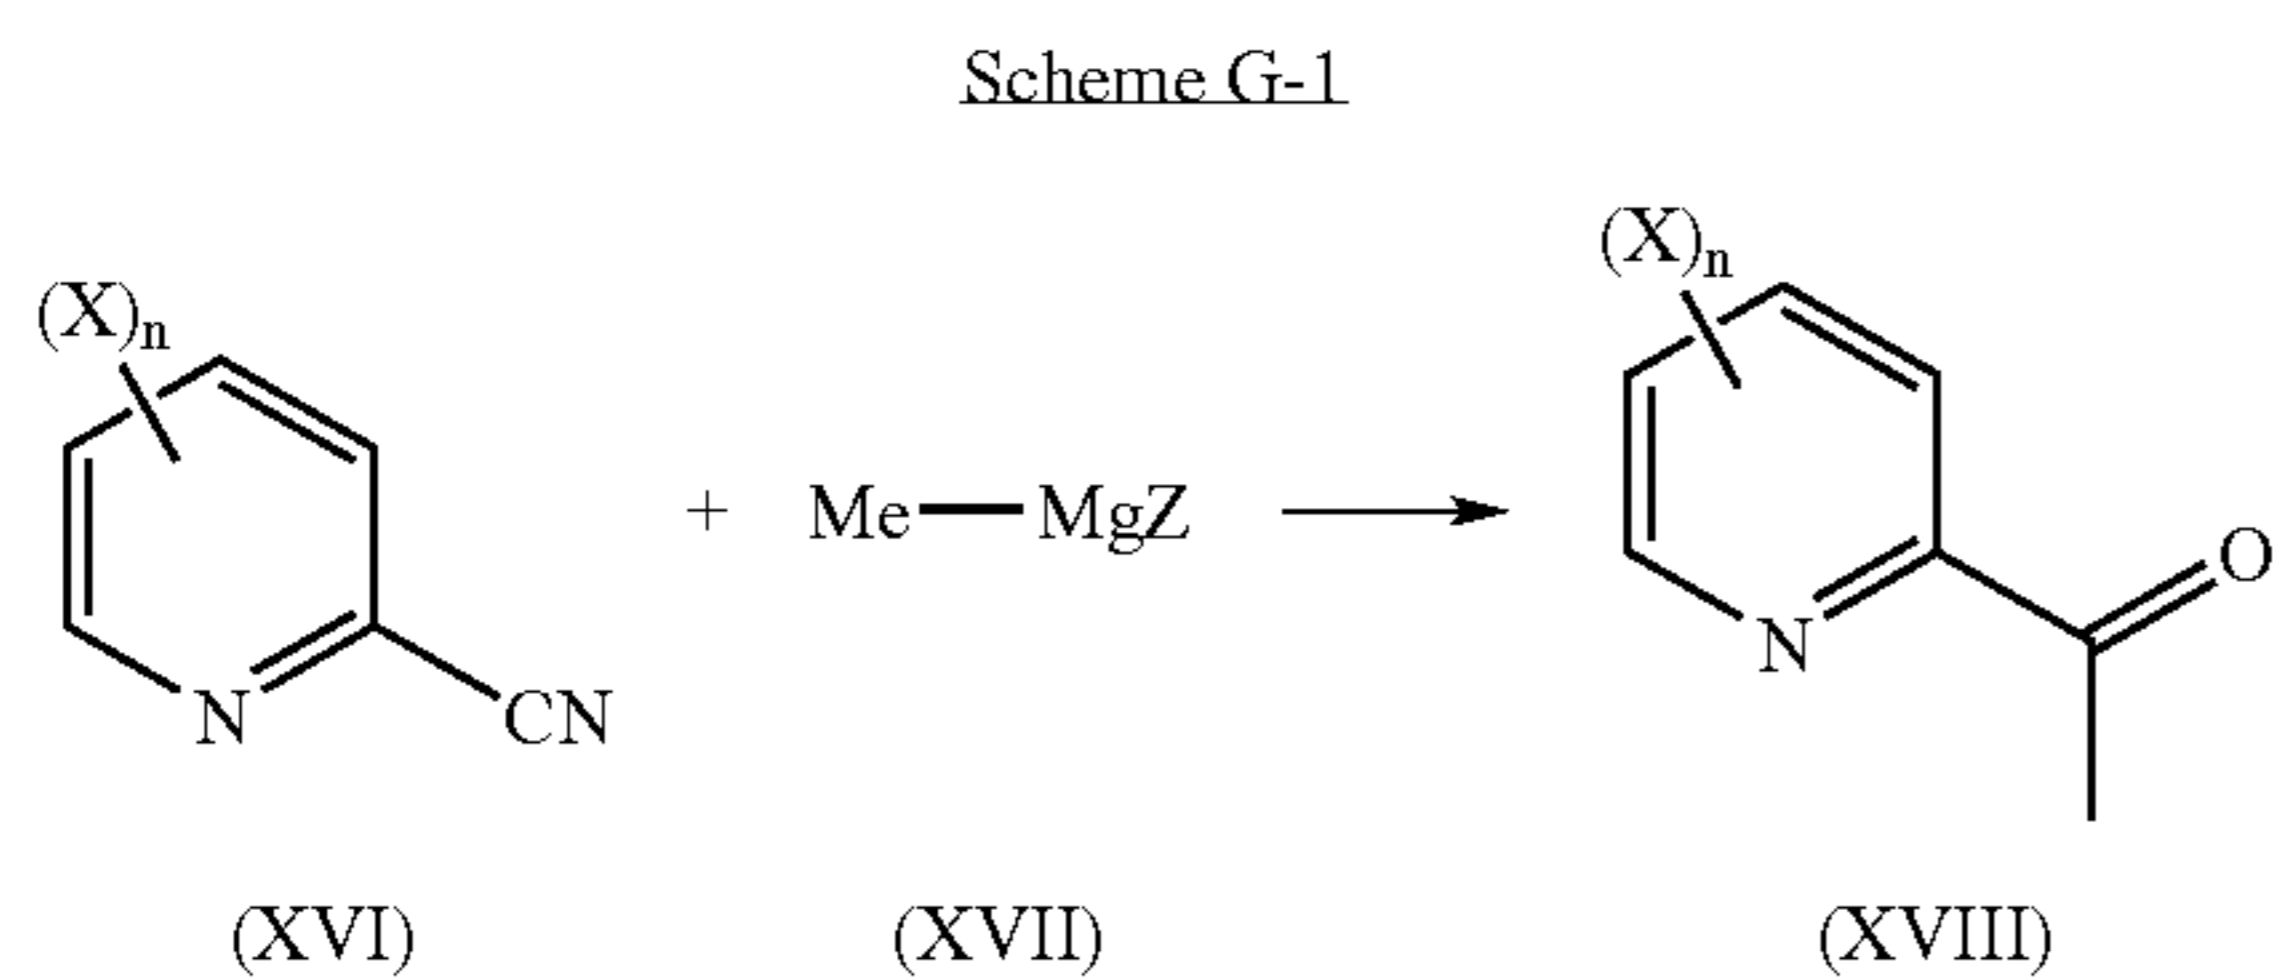 Scheme G-1
(X)n
(X)n
+ Me MgZ
O
N
N
CN
(XVI) (XVII) (XVIII)